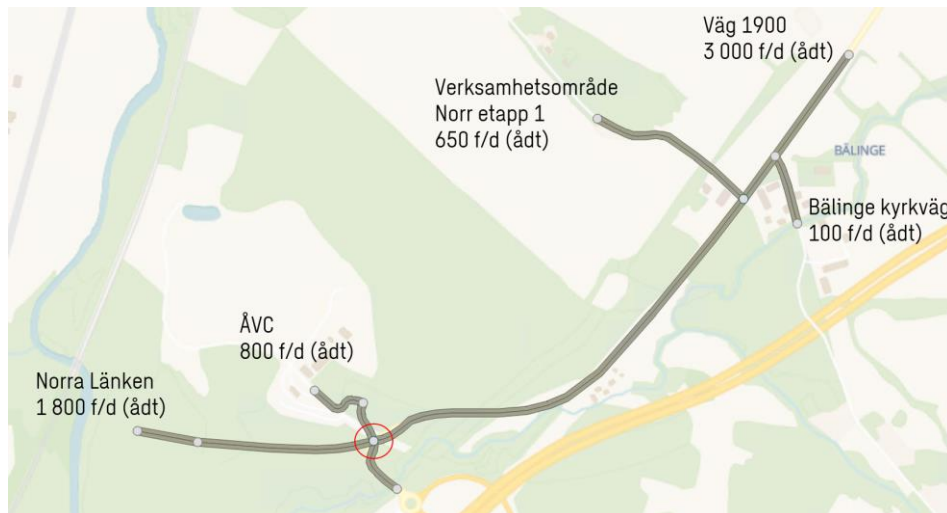 Väg 1900
3 000 f/d (ådt)
Verksamhetsområde
Norr etapp 1
650 f/d (ådt)
BÄLINGE
Bälinge kyrkväg
100 f/d (ådt)
ÅVC
800 f/d (ådt)
Norra Länken
1 800 f/d (ådt)